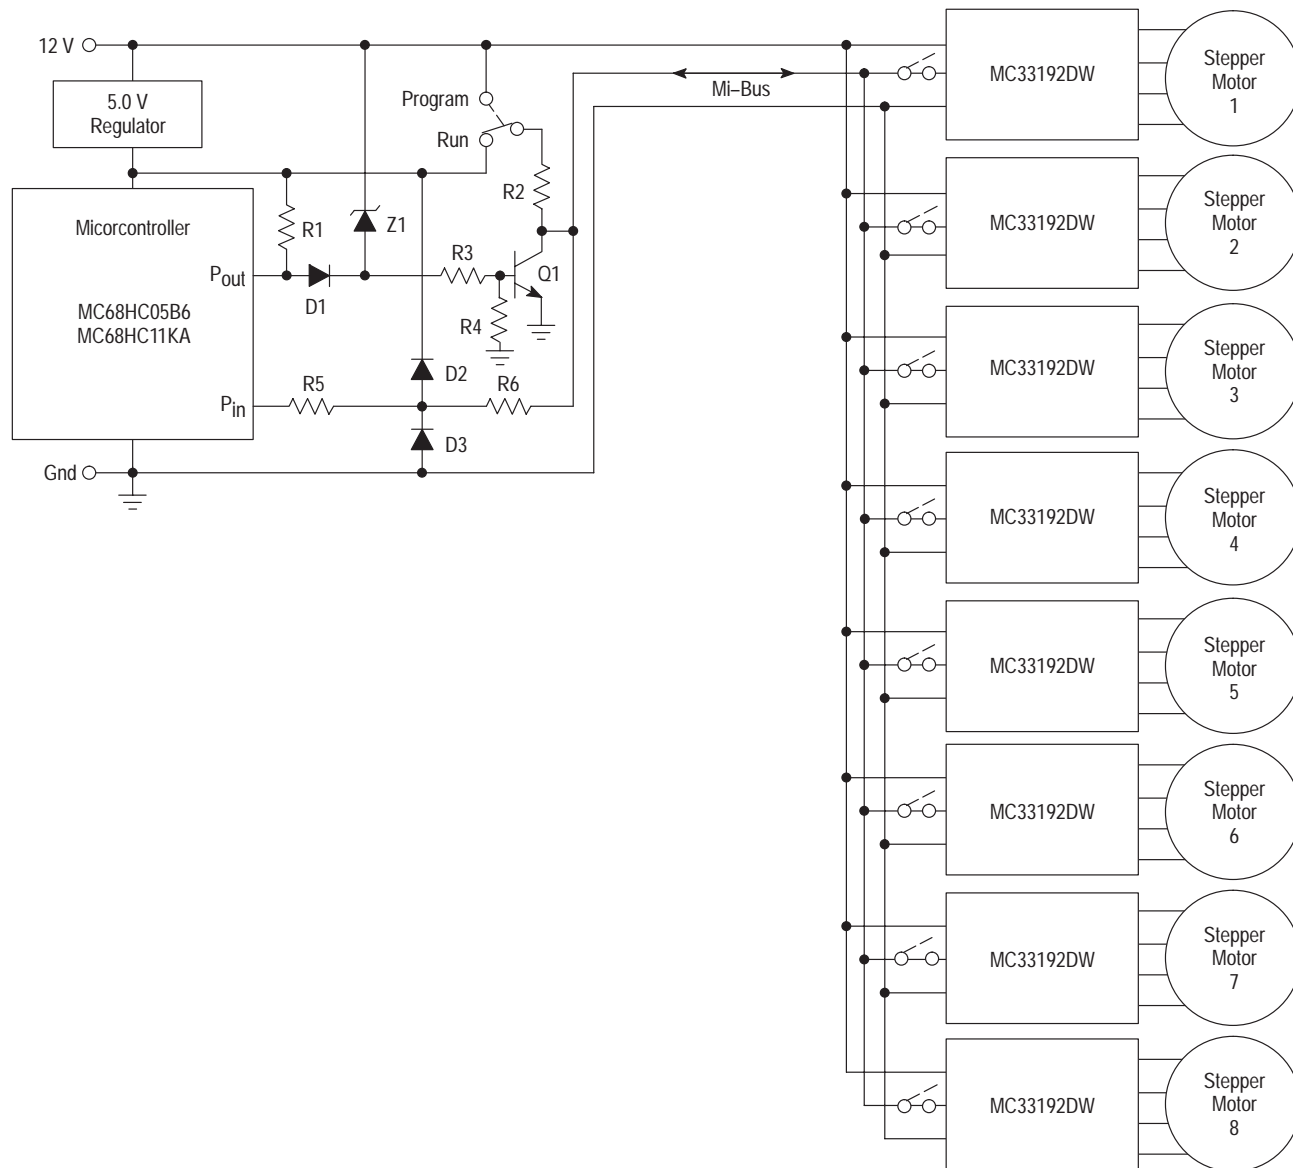 12 V
5.0 V
Regulator
Program
Run
Mi–Bus
R2
Micorcontroller
R1
Z1
Pout
D1
R3
Q1
R4
MC68HC05B6
MC68HC11KA
Pin
R5
D2
R6
D3
Gnd
MC33192DW
Stepper
Motor
1
MC33192DW
Stepper
Motor
2
MC33192DW
Stepper
Motor
3
MC33192DW
Stepper
Motor
4
MC33192DW
Stepper
Motor
5
MC33192DW
Stepper
Motor
6
MC33192DW
Stepper
Motor
7
MC33192DW
Stepper
Motor
8